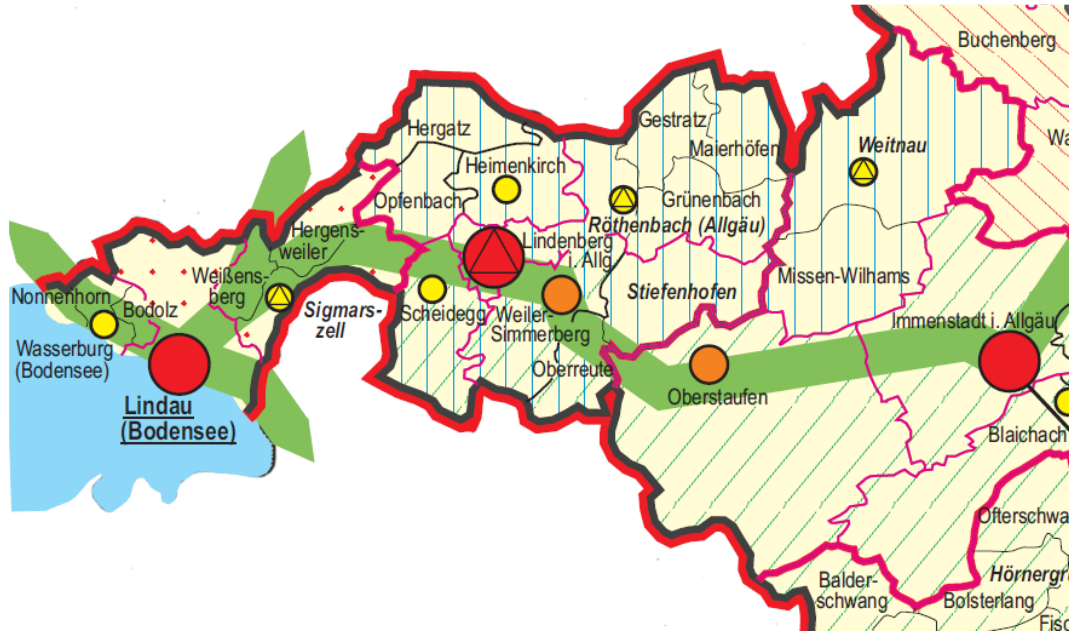 Buchenberg
Wa
Gestratz
Hergatz
Maierhöfen
Weitnau
Heimenkirch
Opfenbach
Grünenbach
Röthenbach (Allgäu)
Hergens-
weiler
Lindenberg
i. Allg.
Weißens-
berg
Missen-Wilhams
Stiefenhofen
Nonnenhorn
Bodolz
Sigmars-
zell
Scheidegg
Weiler-
Simmerberg
Immenstadt i. Allgäu
Wasserburg
(Bodensee)
Oberreute
Oberstaufen
Lindau
(Bodensee)
Blaichach
Ofterschwa
Balder-
schwang
Hörnergr
Bolsterlang
Fisc